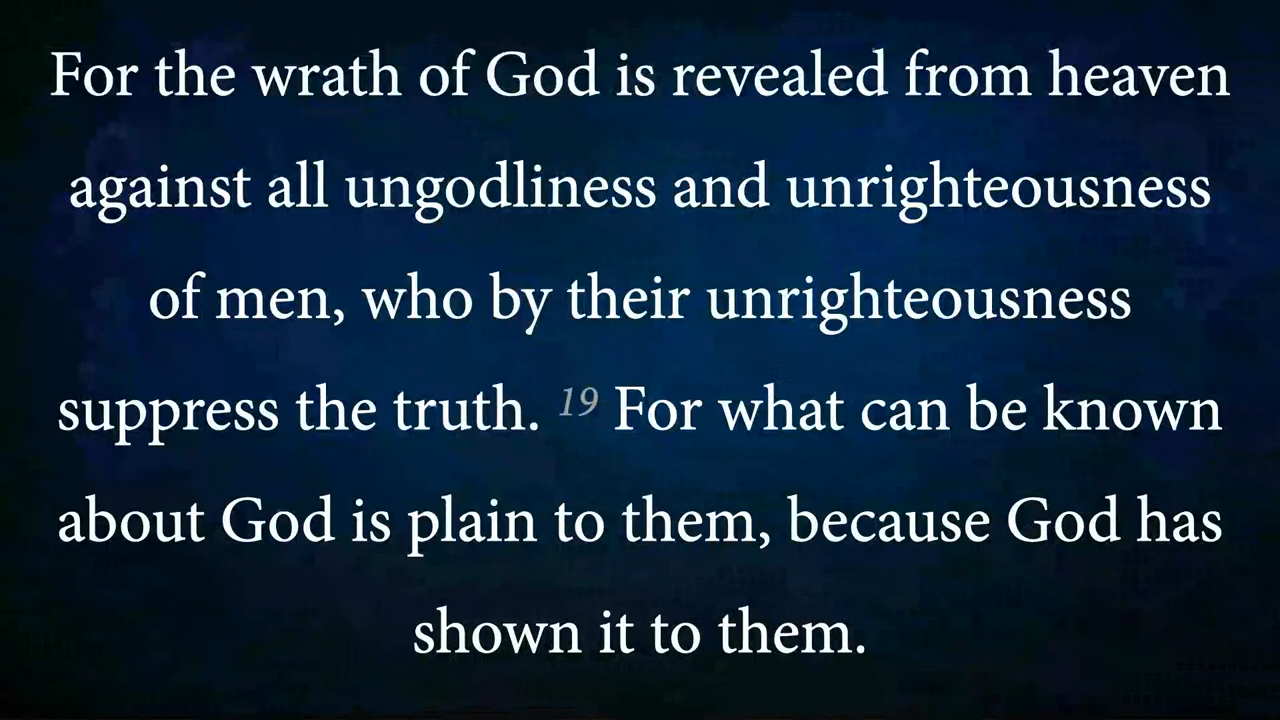 For the wrath of God is revealed from heaven
against all ungodliness and unrighteousness
of men, who by their unrighteousness
suppress the truth. 19 For what can be known
about God is plain to them, because God has
shown it to them.